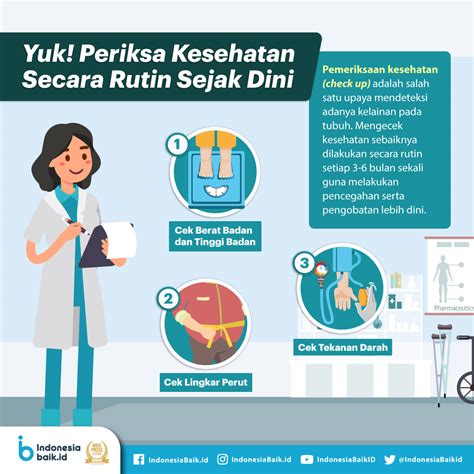 Yuk! Periksa Kesehatan
Secara Rutin Sejak Dini
Pemeriksaan kesehatan
(check up) adalah salah
satu upaya mendeteksi
adanya kelainan pada
tubuh. Mengecek
kesehatan sebaiknya
dilakukan secara rutin
setiap 3-6 bulan sekali
guna melakukan
pencegahan serta
pengobatan lebih dini.
1
Cek Berat Badan
dan Tinggi Badan
2
Cek Lingkar Perut
3
Cek Tekanan Darah
Pharmaceutics
Indonesia
baik.id
IndonesiaBaik.id
IndonesiaBaikID
IndonesiaBaikID
IndonesiaBaik.id